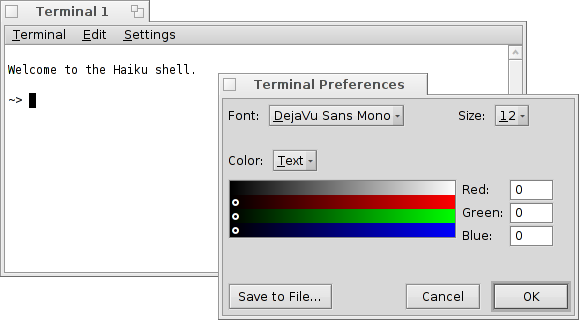 Terminal 1
Terminal Edit Settings
Welcome to the Haiku shell.
~>
Terminal Preferences
Font: DejaVu Sans Mono Size: 12
Color: Text
Red: 0
Green: 0
Blue: 0
Save to File... Cancel OK